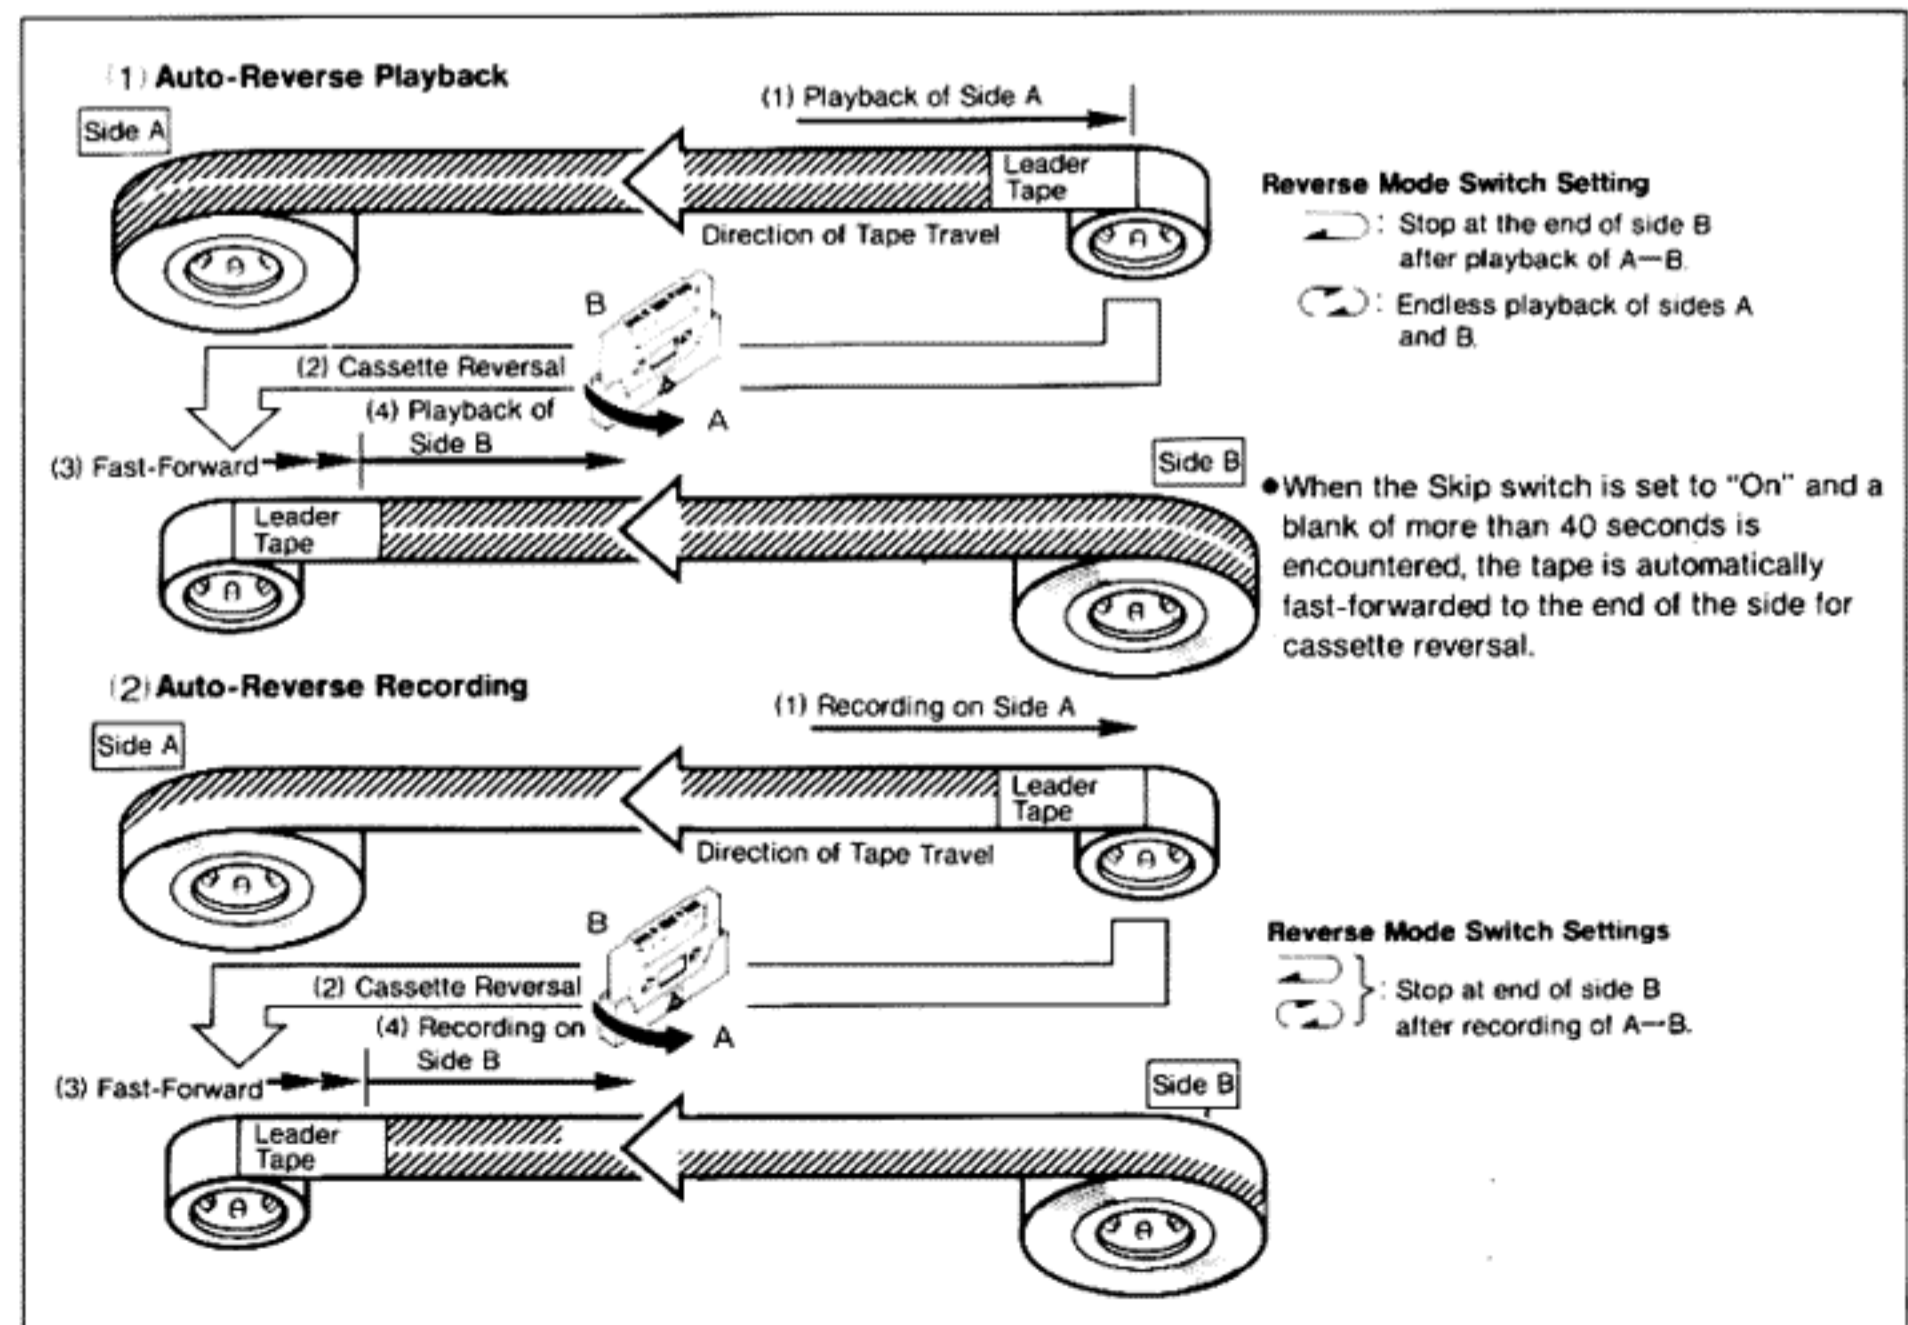 (1) Auto-Reverse Playback
Side A
(1) Playback of Side A
Leader
Tape
Direction of Tape Travel
A
A
Reverse Mode Switch Setting
: Stop at the end of side B
after playback of A—B.
: Endless playback of sides A
and B.
B
(2) Cassette Reversal
A
(4) Playback of
Side B
(3) Fast-Forward
Side B
Leader
Tape
A
A
●When the Skip switch is set to "On" and a
blank of more than 40 seconds is
encountered, the tape is automatically
fast-forwarded to the end of the side for
cassette reversal.
(2) Auto-Reverse Recording
Side A
(1) Recording on Side A
Leader
Tape
Direction of Tape Travel
A
A
Reverse Mode Switch Settings
: Stop at end of side B
after recording of A—B.
B
(2) Cassette Reversal
A
(4) Recording on
Side B
(3) Fast-Forward
Side B
Leader
Tape
A
A